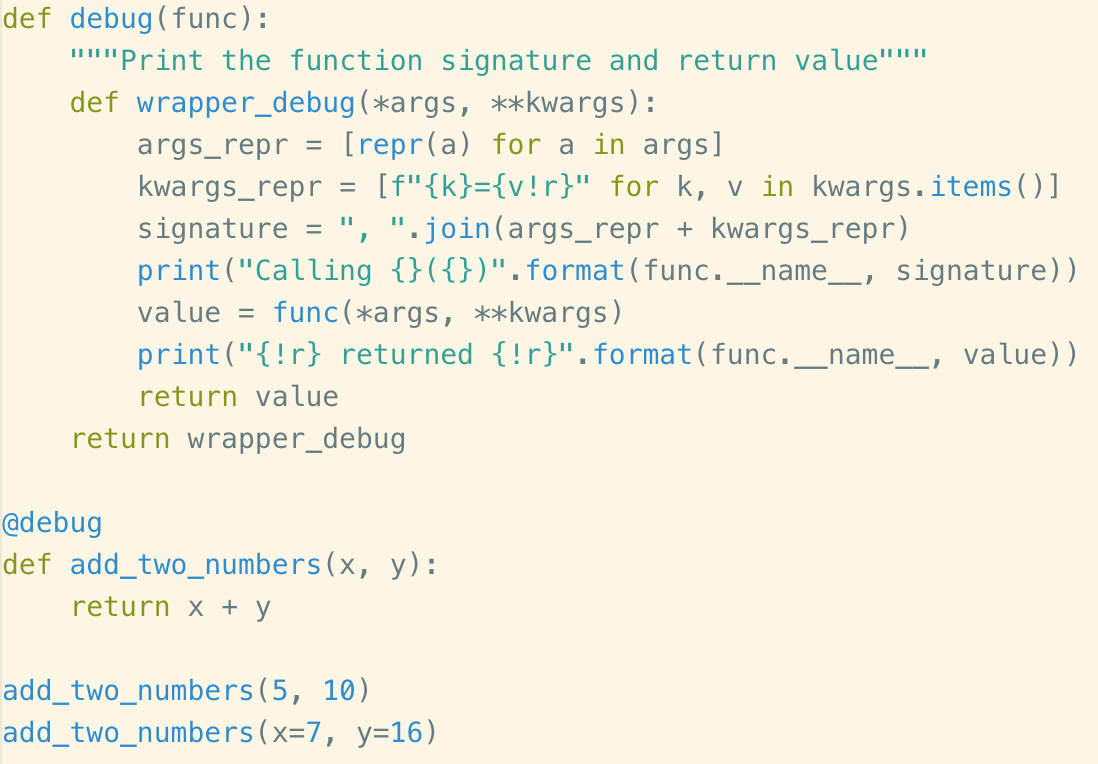 def debug(func):
    """Print the function signature and return value"""
    def wrapper_debug(*args, **kwargs):
        args_repr = [repr(a) for a in args]
        kwargs_repr = [f"{k}={v!r}" for k, v in kwargs.items()]
        signature = ", ".join(args_repr + kwargs_repr)
        print("Calling {}({})".format(func.__name__, signature))
        value = func(*args, **kwargs)
        print("{!r} returned {!r}".format(func.__name__, value))
        return value
    return wrapper_debug

@debug
def add_two_numbers(x, y):
    return x + y

add_two_numbers(5, 10)
add_two_numbers(x=7, y=16)